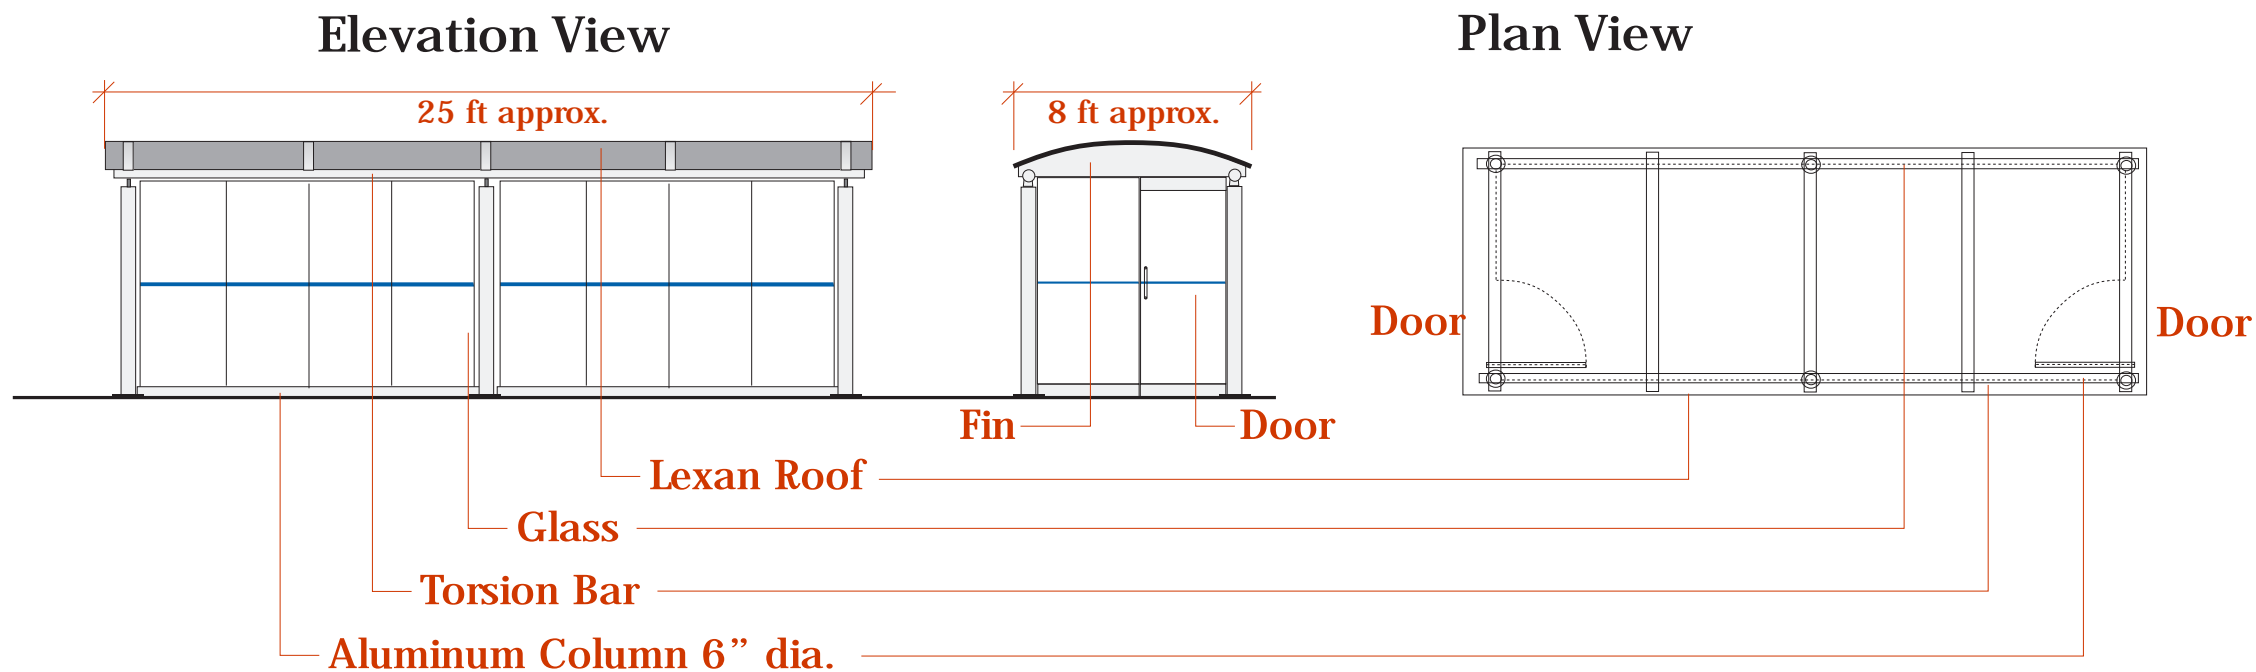 Elevation View
Plan View
25 ft approx.
8 ft approx.
Door
Door
Fin
Door
Lexan Roof
Glass
Torsion Bar
Aluminum Column 6” dia.